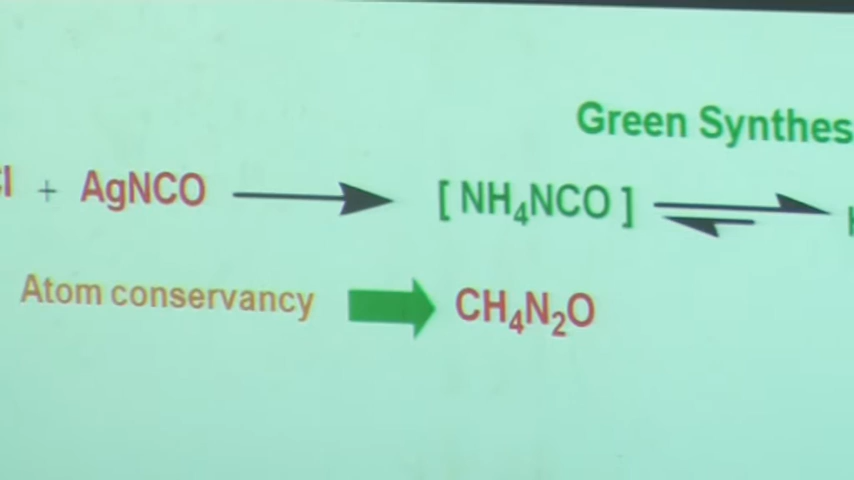 Green Synthes
l + AgNCO ⟶ [ NH₄NCO ] ⇌
Atom conservancy ➡ CH₄N₂O